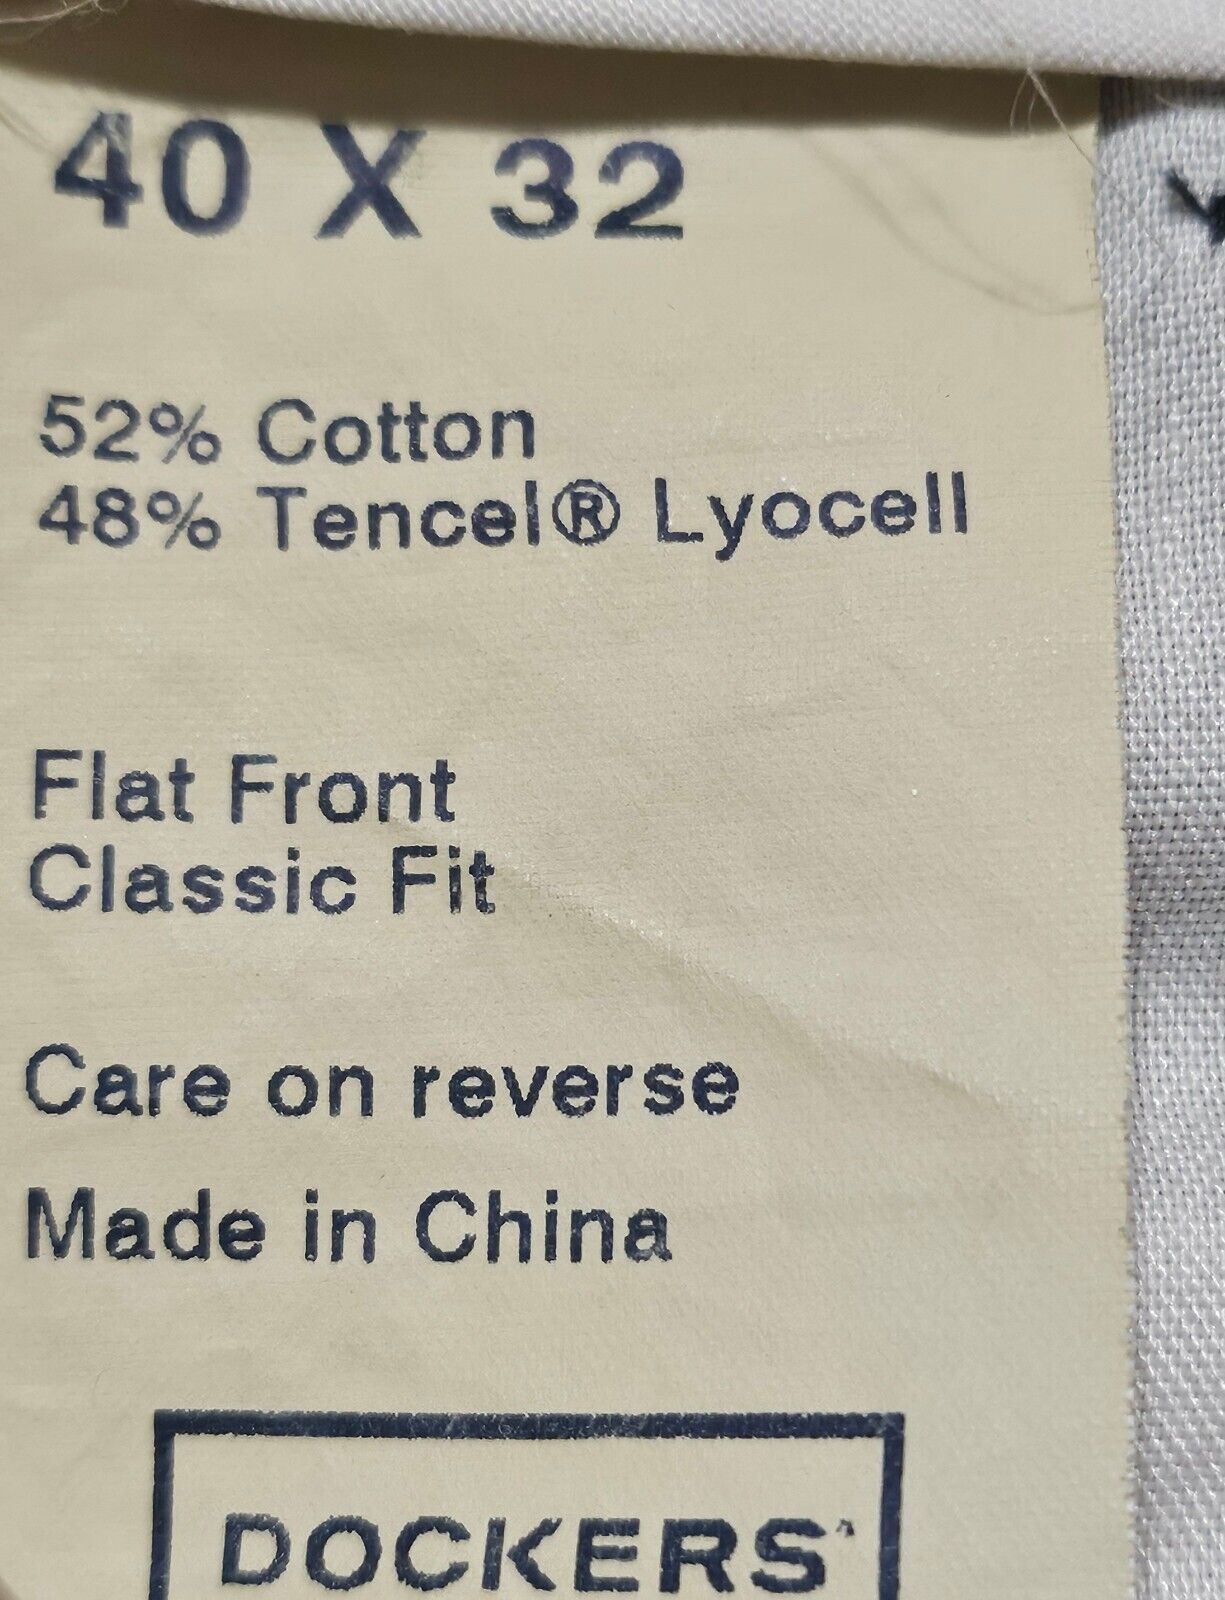 40 X 32
52% Cotton
48% Tencel® Lyocell
Flat Front
Classic Fit
Care on reverse
Made in China
DOCKERS